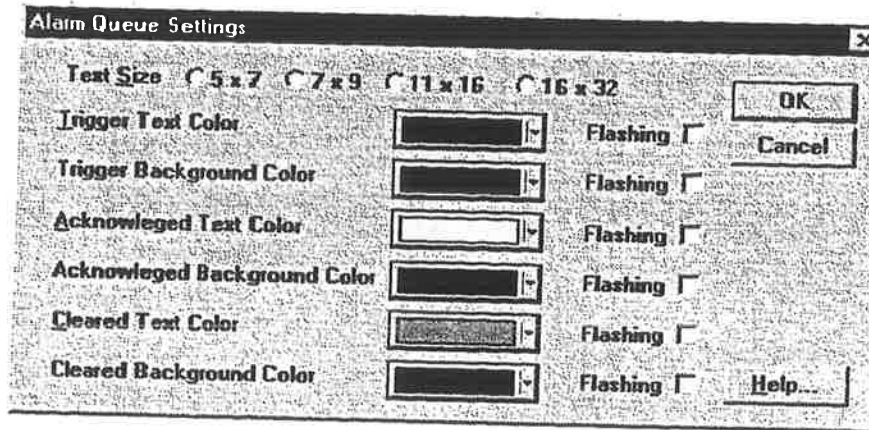 Alarm Queue Settings
Text Size 5 x 7 7 x 9 11 x 16 16 x 32
OK
Trigger Text Color Flashing
Cancel
Trigger Background Color Flashing
Acknowleged Text Color Flashing
Acknowleged Background Color Flashing
Cleared Text Color Flashing
Cleared Background Color Flashing Help...